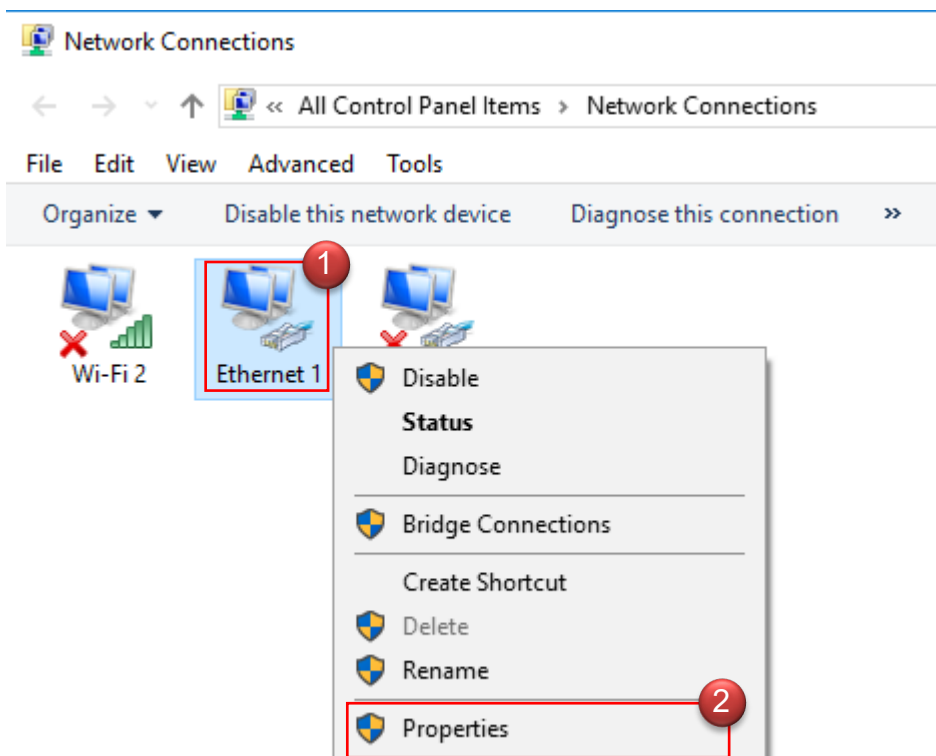 Network Connections
« All Control Panel Items > Network Connections
File Edit View Advanced Tools
Organize Disable this network device Diagnose this connection »
1
Wi-Fi 2 Ethernet 1
Disable
Status
Diagnose
Bridge Connections
Create Shortcut
Delete
Rename
2
Properties